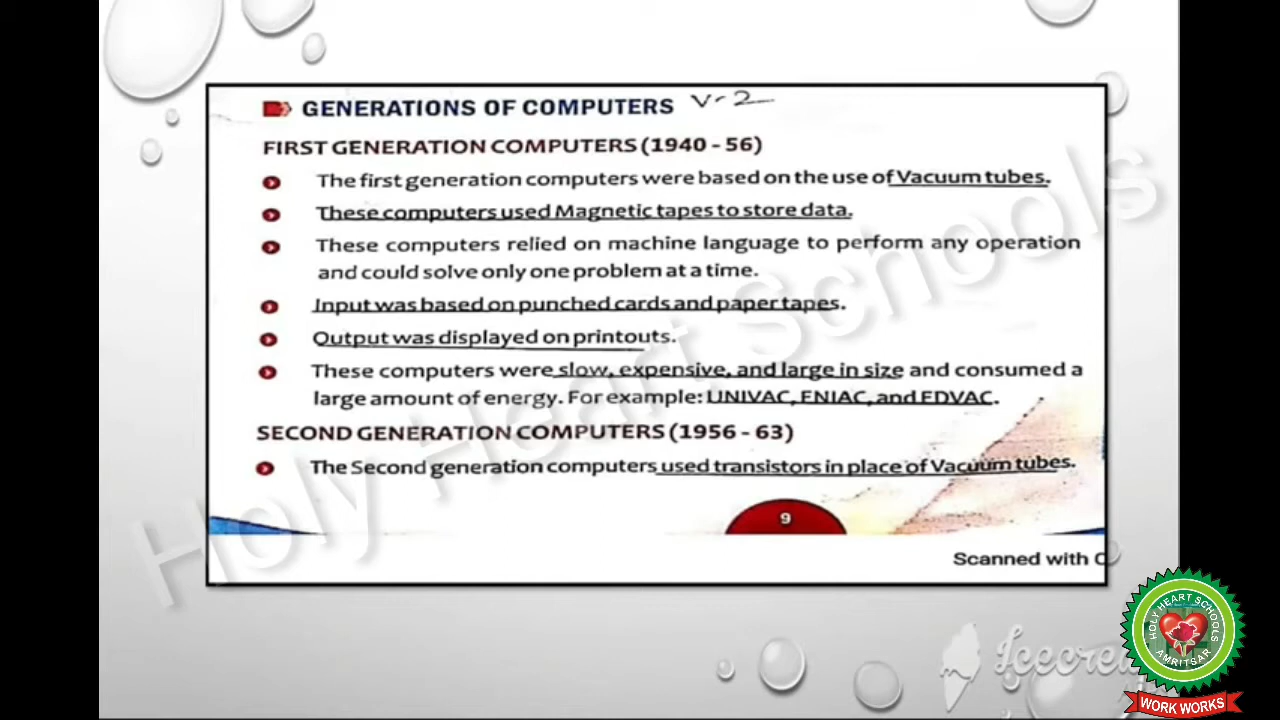 GENERATIONS OF COMPUTERS V-2
FIRST GENERATION COMPUTERS (1940 - 56)
The first generation computers were based on the use of Vacuum tubes.
These computers used Magnetic tapes to store data.
These computers relied on machine language to perform any operation
and could solve only one problem at a time.
Input was based on punched cards and paper tapes.
Output was displayed on printouts.
These computers were slow, expensive, and large in size and consumed a
large amount of energy. For example: UNIVAC, ENIAC, and EDVAC.
SECOND GENERATION COMPUTERS (1956 - 63)
The Second generation computers used transistors in place of Vacuum tubes.
9
Scanned with C
Holy Heart Schools
Icecre
HOLY HEART SCHOOLS
AMRITSAR
WORK WORKS